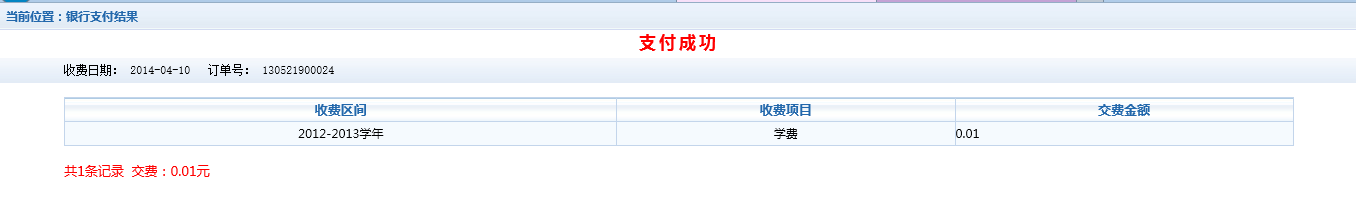 当前位置：银行支付结果
支付成功
收费日期： 2014-04-10 订单号： 130521900024
收费区间 收费项目 交费金额
2012-2013学年 学费 0.01
共1条记录 交费：0.01元